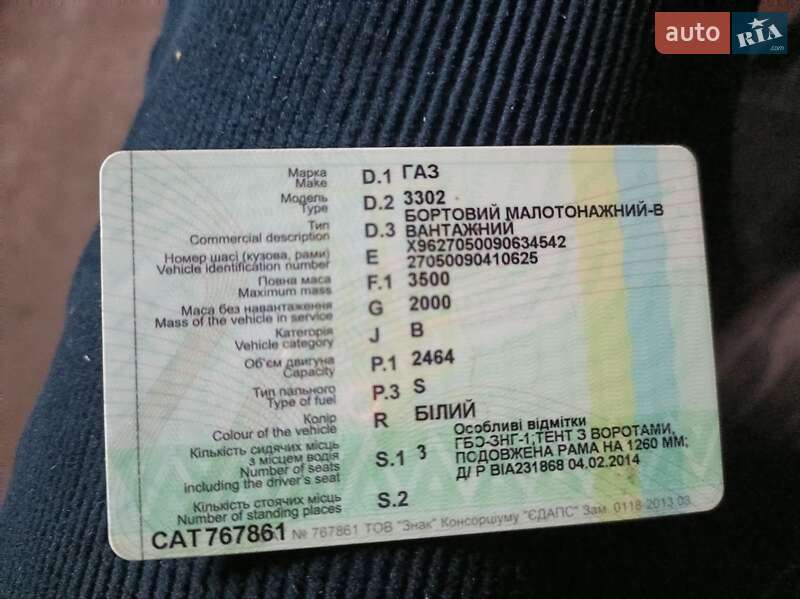 auto RIA .com
Марка D.1 ГАЗ
Make
Модель D.2 3302
Type БОРТОВИЙ МАЛОТОНАЖНИЙ-В
Тип D.3 ВАНТАЖНИЙ
Commercial description X9627050090634542
Номер шасі (кузова, рами) E 27050090410625
Vehicle identification number
Повна маса F.1 3500
Maximum mass
Маса без навантаження G 2000
Mass of the vehicle in service
Категорія J B
Vehicle category
Об'єм двигуна P.1 2464
Capacity
Тип пального P.3 S
Type of fuel
Колір R БІЛИЙ
Colour of the vehicle
Кількість сидячих місць S.1 3
з місцем водія
Number of seats
including the driver's seat
Особливі відмітки
ГБО-ЗНГ-1;ТЕНТ З ВОРОТАМИ,
ПОДОВЖЕНА РАМА НА 1260 ММ;
Д/ Р ВІА231868 04.02.2014
Кількість стоячих місць S.2
Number of standing places
САТ767861 № 767861 ТОВ "Знак" Консорціуму "ЄДАПС" Зам. 0118-2013.03.